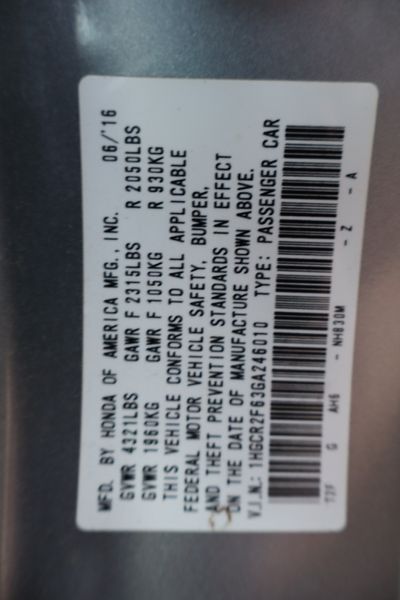 MFD. BY HONDA OF AMERICA MFG., INC. 06/'16
GVWR 4321LBS GAWR F 2315LBS R 2050LBS
GVWR 1960KG GAWR F 1050KG R 930KG
THIS VEHICLE CONFORMS TO ALL APPLICABLE
FEDERAL MOTOR VEHICLE SAFETY, BUMPER,
AND THEFT PREVENTION STANDARDS IN EFFECT
ON THE DATE OF MANUFACTURE SHOWN ABOVE.
V.I.N.: 1HGCR2F63GA246010 TYPE: PASSENGER CAR
T2F G AH6 - NH830M - Z - A